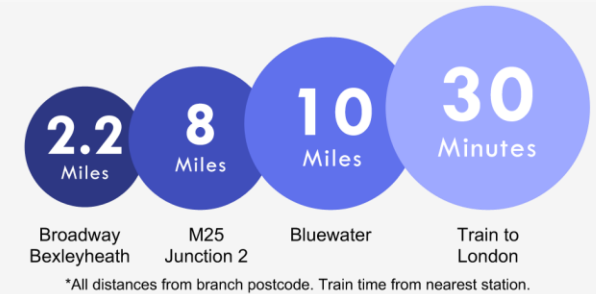 2.2
Miles
8
Miles
10
Miles
30
Minutes
Broadway
Bexleyheath
M25
Junction 2
Bluewater
Train to
London
*All distances from branch postcode. Train time from nearest station.